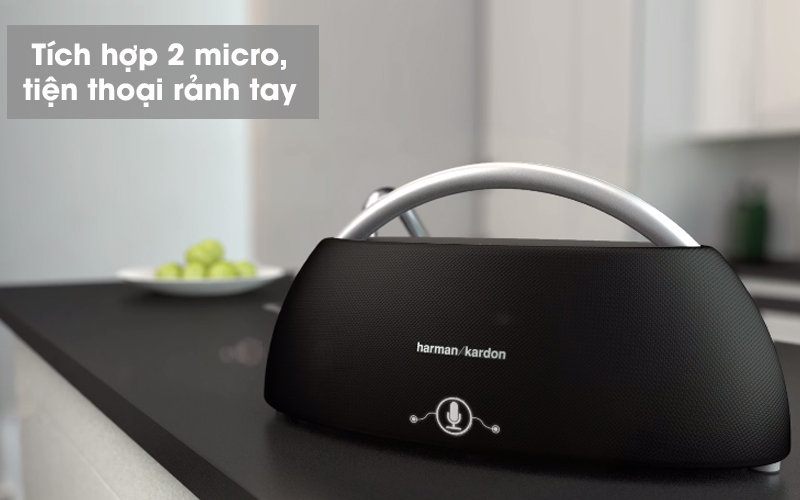 Tích hợp 2 micro,
tiện thoại rảnh tay
harman/kardon